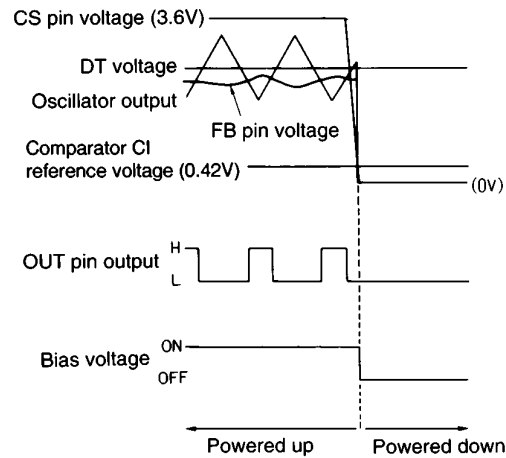 CS pin voltage (3.6V)
DT voltage
Oscillator output
FB pin voltage
Comparator CI
reference voltage (0.42V)
(0V)
H
OUT pin output
L
ON
Bias voltage
OFF
Powered up
Powered down